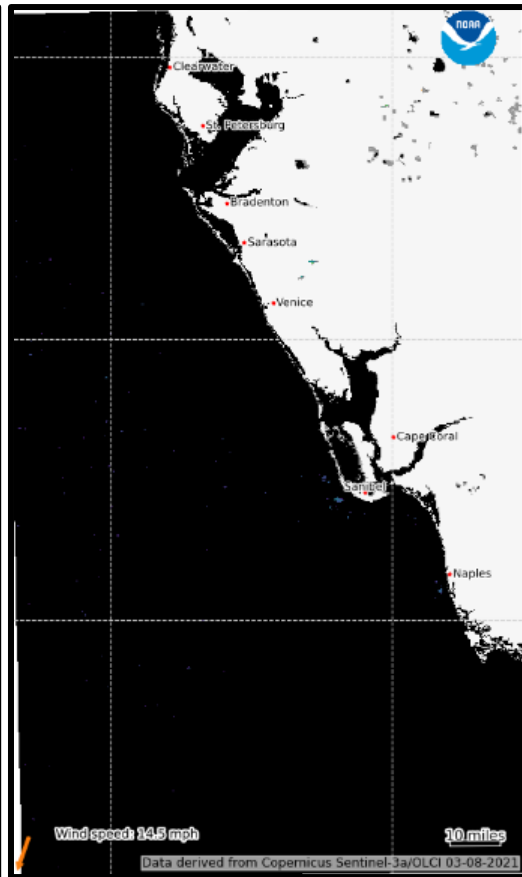 NOAA
Clearwater
St. Petersburg
Bradenton
Sarasota
Venice
Cape Coral
Sanibel
Naples
Wind speed: 14.5 mph
10 miles
Data derived from Copernicus Sentinel-3a/OLCI 03-08-2021